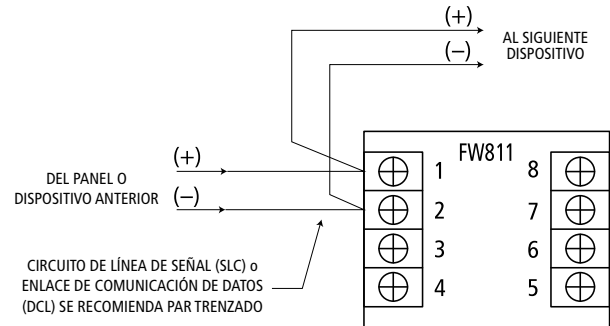 (+)
(−)
AL SIGUIENTE
DISPOSITIVO
FW811
(+)
(−)
DEL PANEL O
DISPOSITIVO ANTERIOR
1
8
2
7
3
6
4
5
CIRCUITO DE LÍNEA DE SEÑAL (SLC) o
ENLACE DE COMUNICACIÓN DE DATOS
(DCL) SE RECOMIENDA PAR TRENZADO